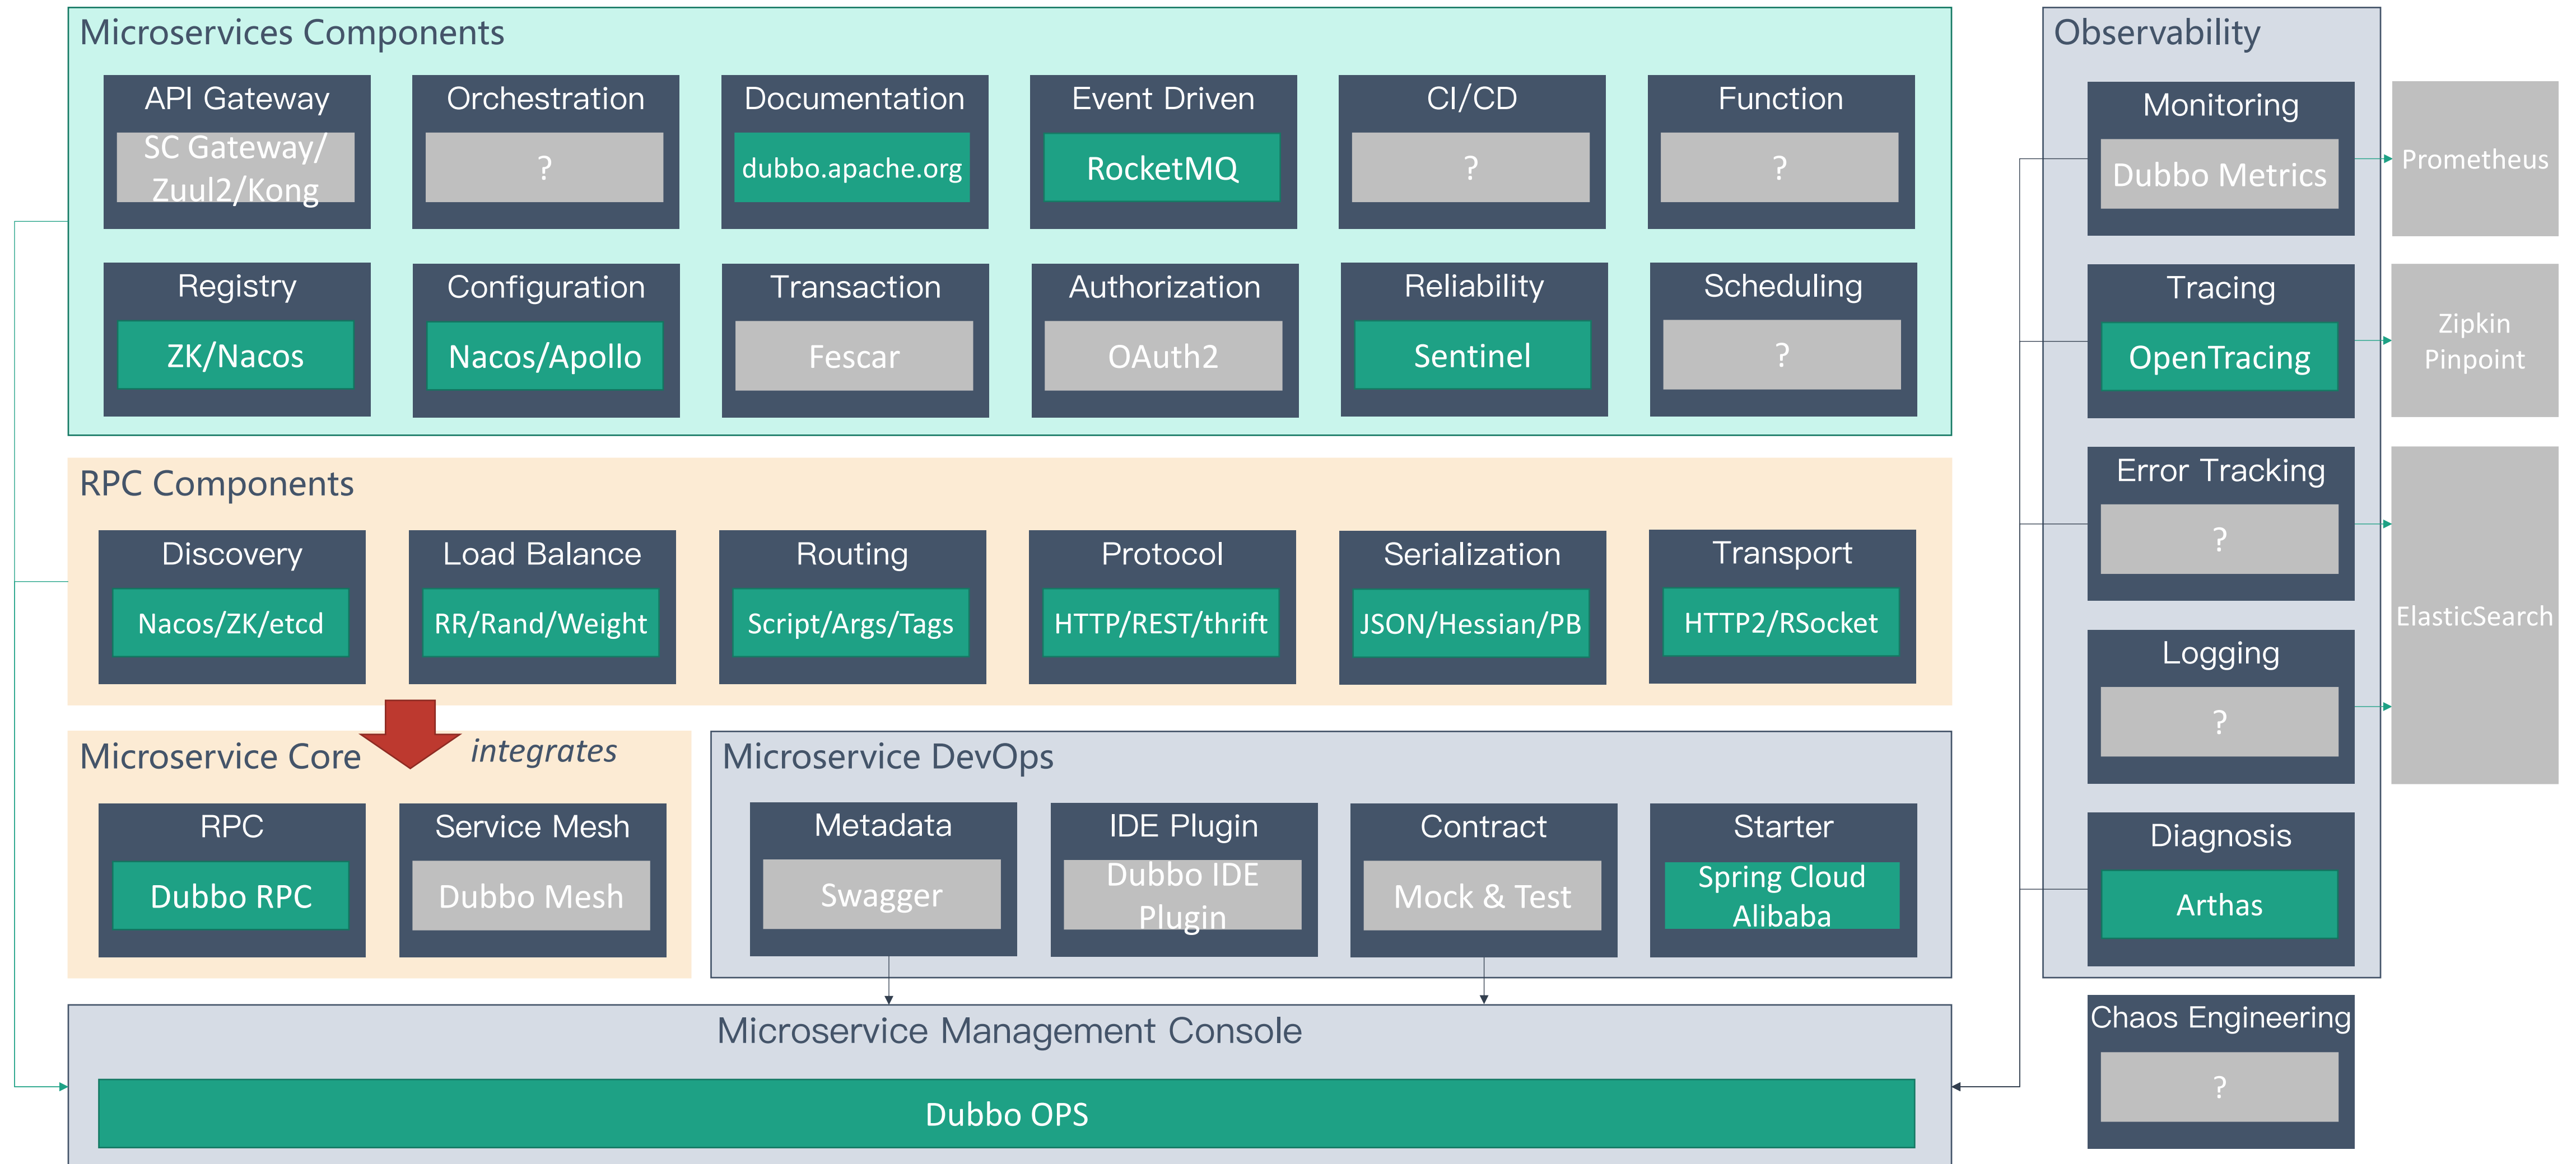 Microservices Components
API Gateway
SC Gateway/
Zuul2/Kong
Orchestration
?
Documentation
dubbo.apache.org
Event Driven
RocketMQ
CI/CD
?
Function
?
Registry
ZK/Nacos
Configuration
Nacos/Apollo
Transaction
Fescar
Authorization
OAuth2
Reliability
Sentinel
Scheduling
?
RPC Components
Discovery
Nacos/ZK/etcd
Load Balance
RR/Rand/Weight
Routing
Script/Args/Tags
Protocol
HTTP/REST/thrift
Serialization
JSON/Hessian/PB
Transport
HTTP2/RSocket
integrates
Microservice Core
RPC
Dubbo RPC
Service Mesh
Dubbo Mesh
Microservice DevOps
Metadata
Swagger
IDE Plugin
Dubbo IDE
Plugin
Contract
Mock & Test
Starter
Spring Cloud
Alibaba
Microservice Management Console
Dubbo OPS
Observability
Monitoring
Dubbo Metrics
Prometheus
Tracing
OpenTracing
Zipkin
Pinpoint
Error Tracking
?
ElasticSearch
Logging
?
Diagnosis
Arthas
Chaos Engineering
?